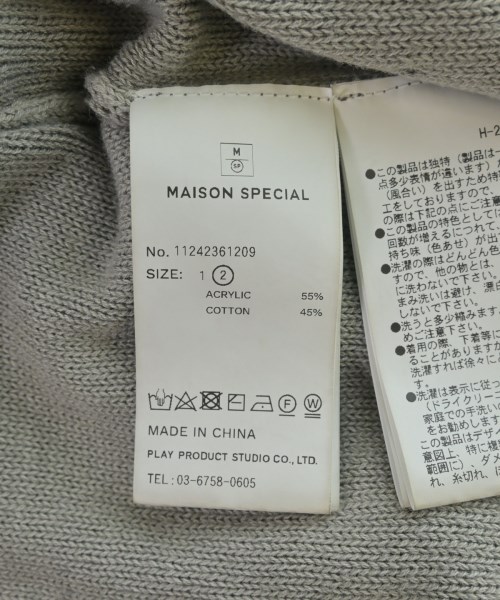 M
SP
MAISON SPECIAL
No. 11242361209
SIZE: 1 2
ACRYLIC 55%
COTTON 45%
F
W
MADE IN CHINA
PLAY PRODUCT STUDIO CO., LTD.
TEL: 03-6758-0605
H-2
●この製品は独特（製品は一
点多少表情が違います）
（風合い）を出すため特
工をしておりますので、
の際は下記の点にご注意
●この製品の特色として
回数が増えるにつれて
持ち味（色あせ）が出
●洗濯の際はどんどん色
すので、他の物とは、
に洗わないで下さい。
まみ洗いは避け、漂白
しないで下さい。
●洗うと多少縮みます。
めご注意下さい。
●着用の際、下着等に
ることがありますが
洗濯すれば徐々に
す。
●洗濯は表示に従っ
（ドライクリーニ
家庭での手洗い
をお勧めします
この製品はデザイ
意図上、特に複
範囲に）、ダメ
れ、糸切れ、